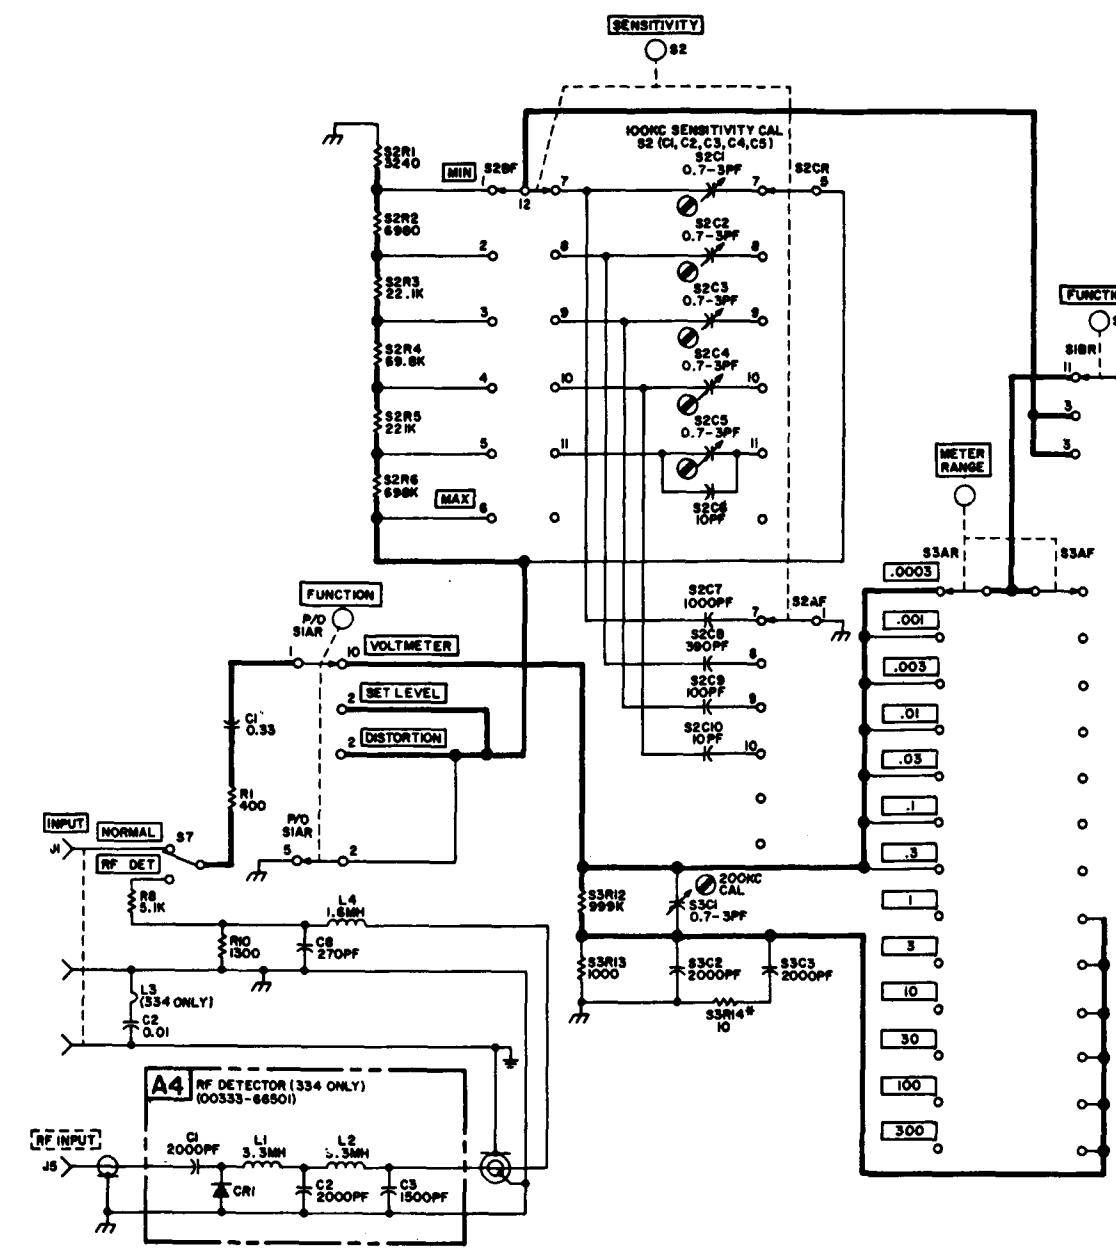 SENSITIVITY
S2
100KC SENSITIVITY CAL
S2 (C1, C2, C3, C4, C5)
S2R1
3240
MIN
1
S2BF
12
7
S2C1
0.7-3PF
7
S2CR
5
S2R2
6980
2
8
S2C2
0.7-3PF
8
S2R3
22.1K
3
9
S2C3
0.7-3PF
9
S2R4
69.8K
4
10
S2C4
0.7-3PF
10
S2R5
221K
5
11
S2C5
0.7-3PF
11
S2R6
698K
MAX
6
S2C6
10PF
S1BR
11
3
3
METER
RANGE
S3AR
S3AF
FUNCTION
P/O
S1AR
1
10
VOLTMETER
2
SET LEVEL
2
DISTORTION
S2C7
1000PF
7
S2AF
1
S2C8
390PF
8
S2C9
100PF
9
S2C10
10PF
10
.0003
.001
.003
.01
.03
.1
.3
1
3
10
30
100
300
C1
0.33
R1
400
P/O
S1AR
5
2
INPUT
J1
NORMAL
S7
RF DET
R8
5.1K
L4
1.6MH
R10
1300
C8
270PF
L3
(334 ONLY)
C2
0.01
S3R12
999K
200KC
CAL
S3C1
0.7-3PF
S3R13
1000
S3C2
2000PF
S3C3
2000PF
S3R14*
10
A4
RF DETECTOR (334 ONLY)
(00333-66501)
RF INPUT
J5
C1
2000PF
L1
3.3MH
L2
3.3MH
CR1
C2
2000PF
C3
1500PF